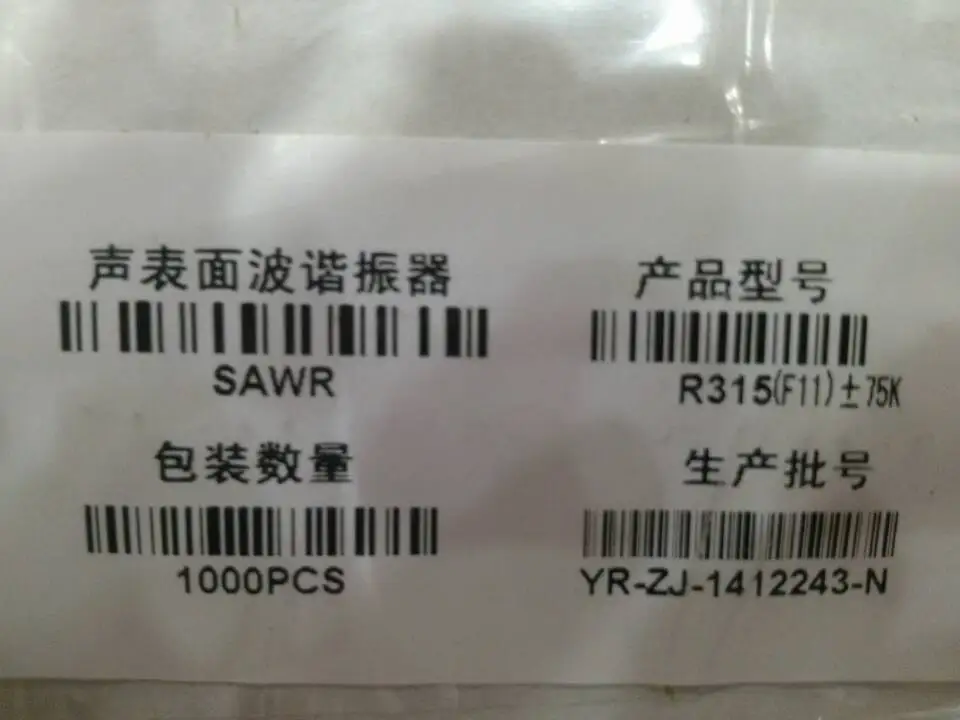 声表面波谐振器
SAWR
产品型号
R315(F11)±75K
包装数量
1000PCS
生产批号
YR-ZJ-1412243-N